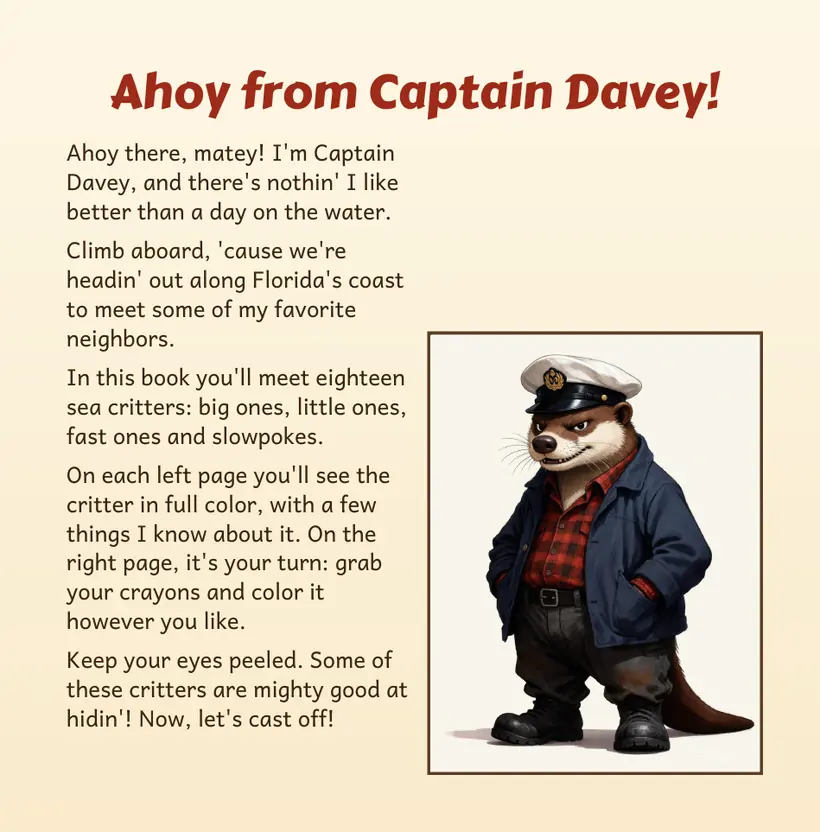 Ahoy from Captain Davey!
Ahoy there, matey! I'm Captain
Davey, and there's nothin' I like
better than a day on the water.
Climb aboard, 'cause we're
headin' out along Florida's coast
to meet some of my favorite
neighbors.
In this book you'll meet eighteen
sea critters: big ones, little ones,
fast ones and slowpokes.
On each left page you'll see the
critter in full color, with a few
things I know about it. On the
right page, it's your turn: grab
your crayons and color it
however you like.
Keep your eyes peeled. Some of
these critters are mighty good at
hidin'! Now, let's cast off!